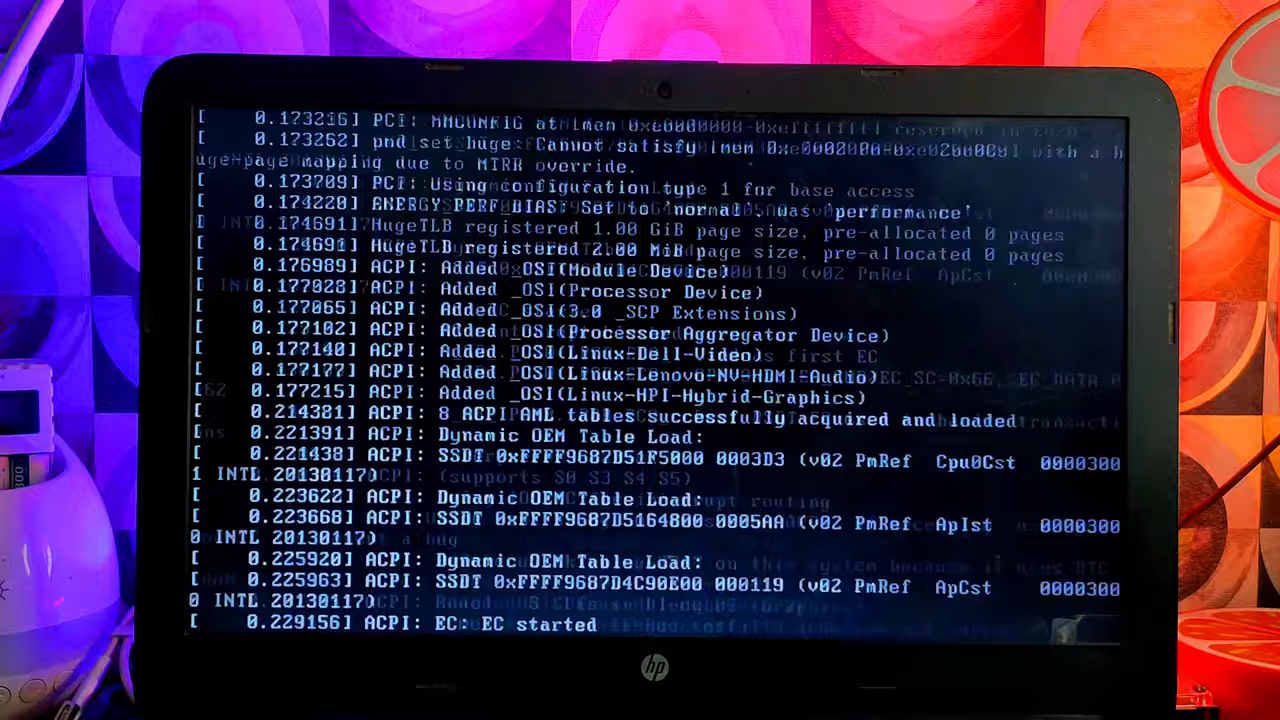 [    0.173216] PCI: MMCONFIG at [mem 0xe0000000-0xefffffff] reserved in E820
[    0.173262] pmd_set_huge: Cannot satisfy [mem 0xe0000000-0xe0200000] with a h
uge-page mapping due to MTRR override.
[    0.173709] PCI: Using configuration type 1 for base access
[    0.174220] ENERGY_PERF_BIAS: Set to 'normal', was 'performance'
[    0.174691] HugeTLB registered 1.00 GiB page size, pre-allocated 0 pages
[    0.174691] HugeTLB registered 2.00 MiB page size, pre-allocated 0 pages
[    0.176989] ACPI: Added _OSI(Module Device)
[    0.177028] ACPI: Added _OSI(Processor Device)
[    0.177065] ACPI: Added _OSI(3.0 _SCP Extensions)
[    0.177102] ACPI: Added _OSI(Processor Aggregator Device)
[    0.177140] ACPI: Added _OSI(Linux-Dell-Video)
[    0.177177] ACPI: Added _OSI(Linux-Lenovo-NV-HDMI-Audio)
[    0.177215] ACPI: Added _OSI(Linux-HPI-Hybrid-Graphics)
[    0.214381] ACPI: 8 ACPI AML tables successfully acquired and loaded
[    0.221391] ACPI: Dynamic OEM Table Load:
[    0.221438] ACPI: SSDT 0xFFFF9687D51F5000 0003D3 (v02 PmRef  Cpu0Cst  0000300
1 INTL 20130117)
[    0.223622] ACPI: Dynamic OEM Table Load:
[    0.223668] ACPI: SSDT 0xFFFF9687D5164800 0005AA (v02 PmRef  ApIst    0000300
0 INTL 20130117)
[    0.225920] ACPI: Dynamic OEM Table Load:
[    0.225963] ACPI: SSDT 0xFFFF9687D4C90E00 000119 (v02 PmRef  ApCst    0000300
0 INTL 20130117)
[    0.229156] ACPI: EC: EC started
hp